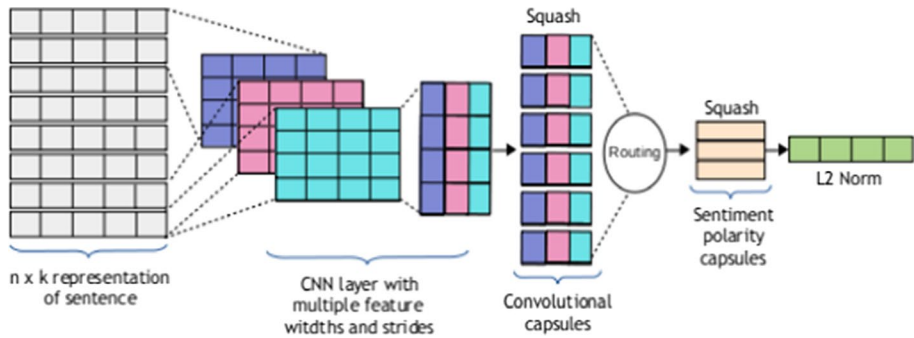 Squash
Squash
Routing
L2 Norm
n x k representation
of sentence
CNN layer with
multiple feature
witdths and strides
Convolutional
capsules
Sentiment
polarity
capsules